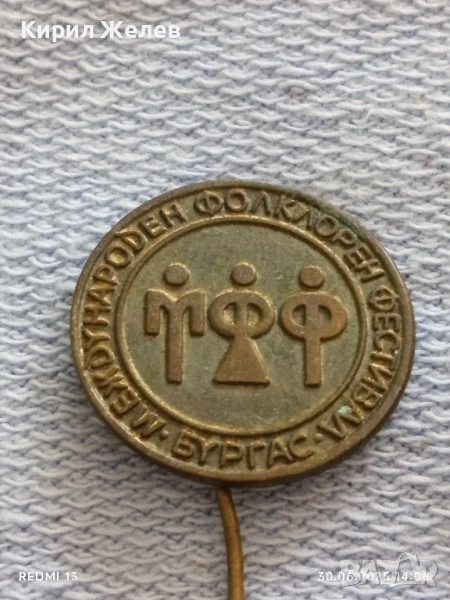 Кирил Желев
МЕЖДУНАРОДЕН ФОЛКЛОРЕН ФЕСТИВАЛ
МФФ
· БУРГАС ·
REDMI 13